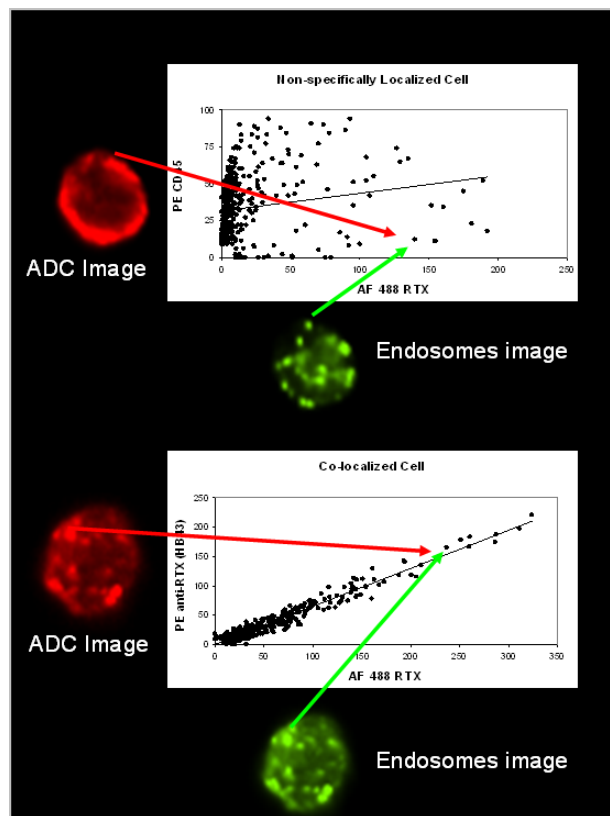 Non-specifically Localized Cell
100
75
50
25
0
PE CD45
0 50 100 150 200 250
AF 488 RTX
ADC Image
Endosomes image
Co-localized Cell
250
200
150
100
50
0
PE anti-RTX (HB43)
0 50 100 150 200 250 300 350
AF 488 RTX
ADC Image
Endosomes image